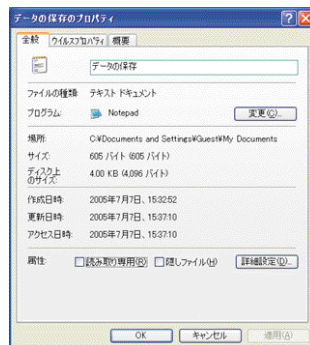 データの保存のプロパティ
全般 ウイルスプロパティ 概要
データの保存
ファイルの種類: テキスト ドキュメント
プログラム: Notepad 変更(C)...
場所: C:¥Documents and Settings¥Guest¥My Documents
サイズ: 605 バイト (605 バイト)
ディスク上
のサイズ: 4.00 KB (4,096 バイト)
作成日時: 2005年7月7日、15:32:52
更新日時: 2005年7月7日、15:37:10
アクセス日時: 2005年7月7日、15:37:10
属性: 読み取り専用(R) 隠しファイル(H) 詳細設定(D)...
OK キャンセル 適用(A)